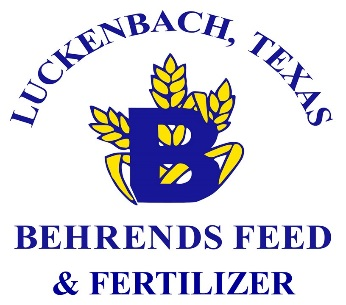 LUCKENBACH, TEXAS
B
BEHRENDS FEED
& FERTILIZER